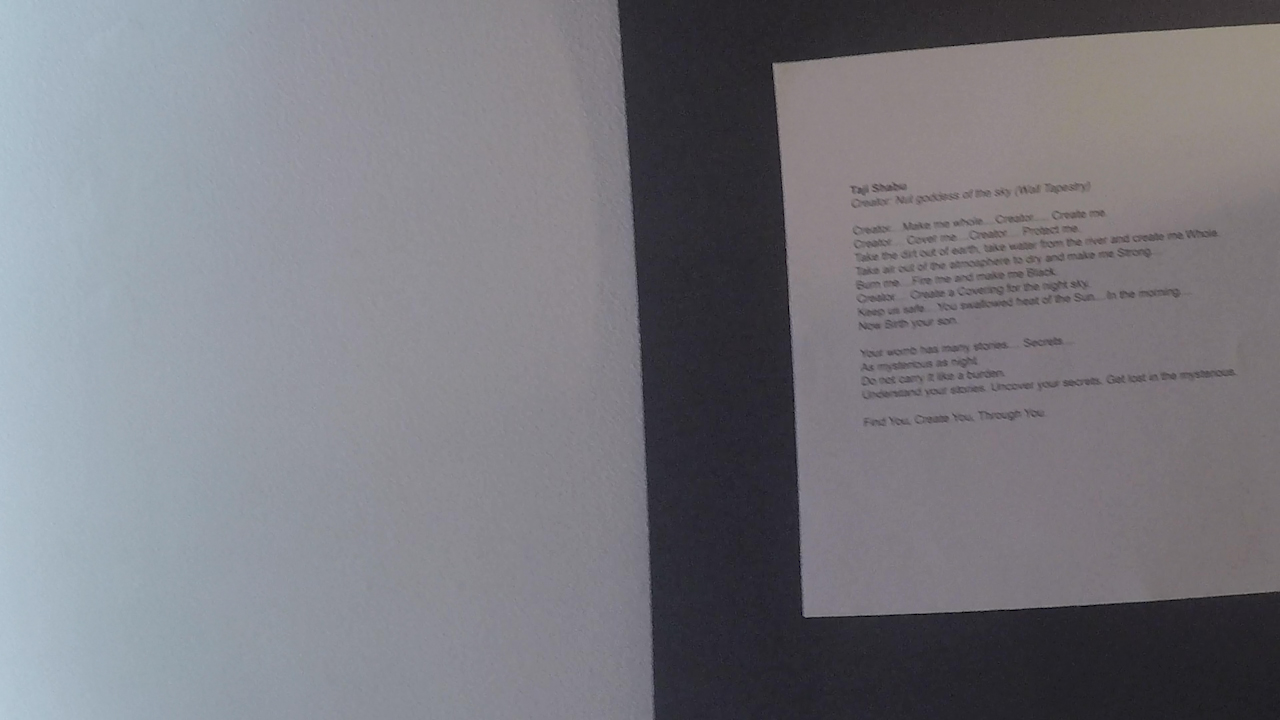 Taji Shabu
Creator: Nut goddess of the sky (Wall Tapestry)
Creator....Make me whole....Creator..... Create me.
Creator.... Cover me....Creator.... Protect me.
Take the dirt out of earth, take water from the river and create me Whole.
Take air out of the atmosphere to dry and make me Strong....
Burn me....Fire me and make me Black.
Creator.... Create a Covering for the night sky.
Keep us safe.... You swallowed heat of the Sun....In the morning....
Now Birth your son.
Your womb has many stories.... Secrets....
As mysterious as night.
Do not carry it like a burden.
Understand your stories. Uncover your secrets. Get lost in the mysterious.
Find You, Create You, Through You.